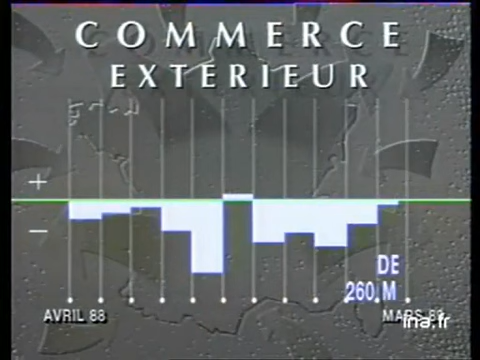 COMMERCE
EXTERIEUR
+
−
DE
260 M
AVRIL 88
MARS
ina.fr